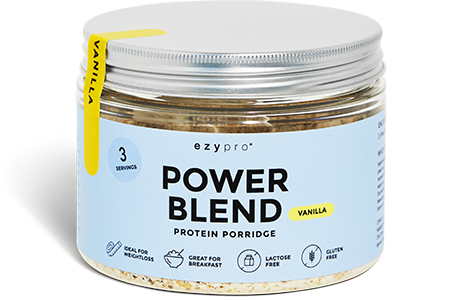 VANILLA
ezypro®
3
SERVINGS
POWER
BLEND
VANILLA
PROTEIN PORRIDGE
IDEAL FOR
WEIGHTLOSS
GREAT FOR
BREAKFAST
LACTOSE
FREE
GLUTEN
FREE